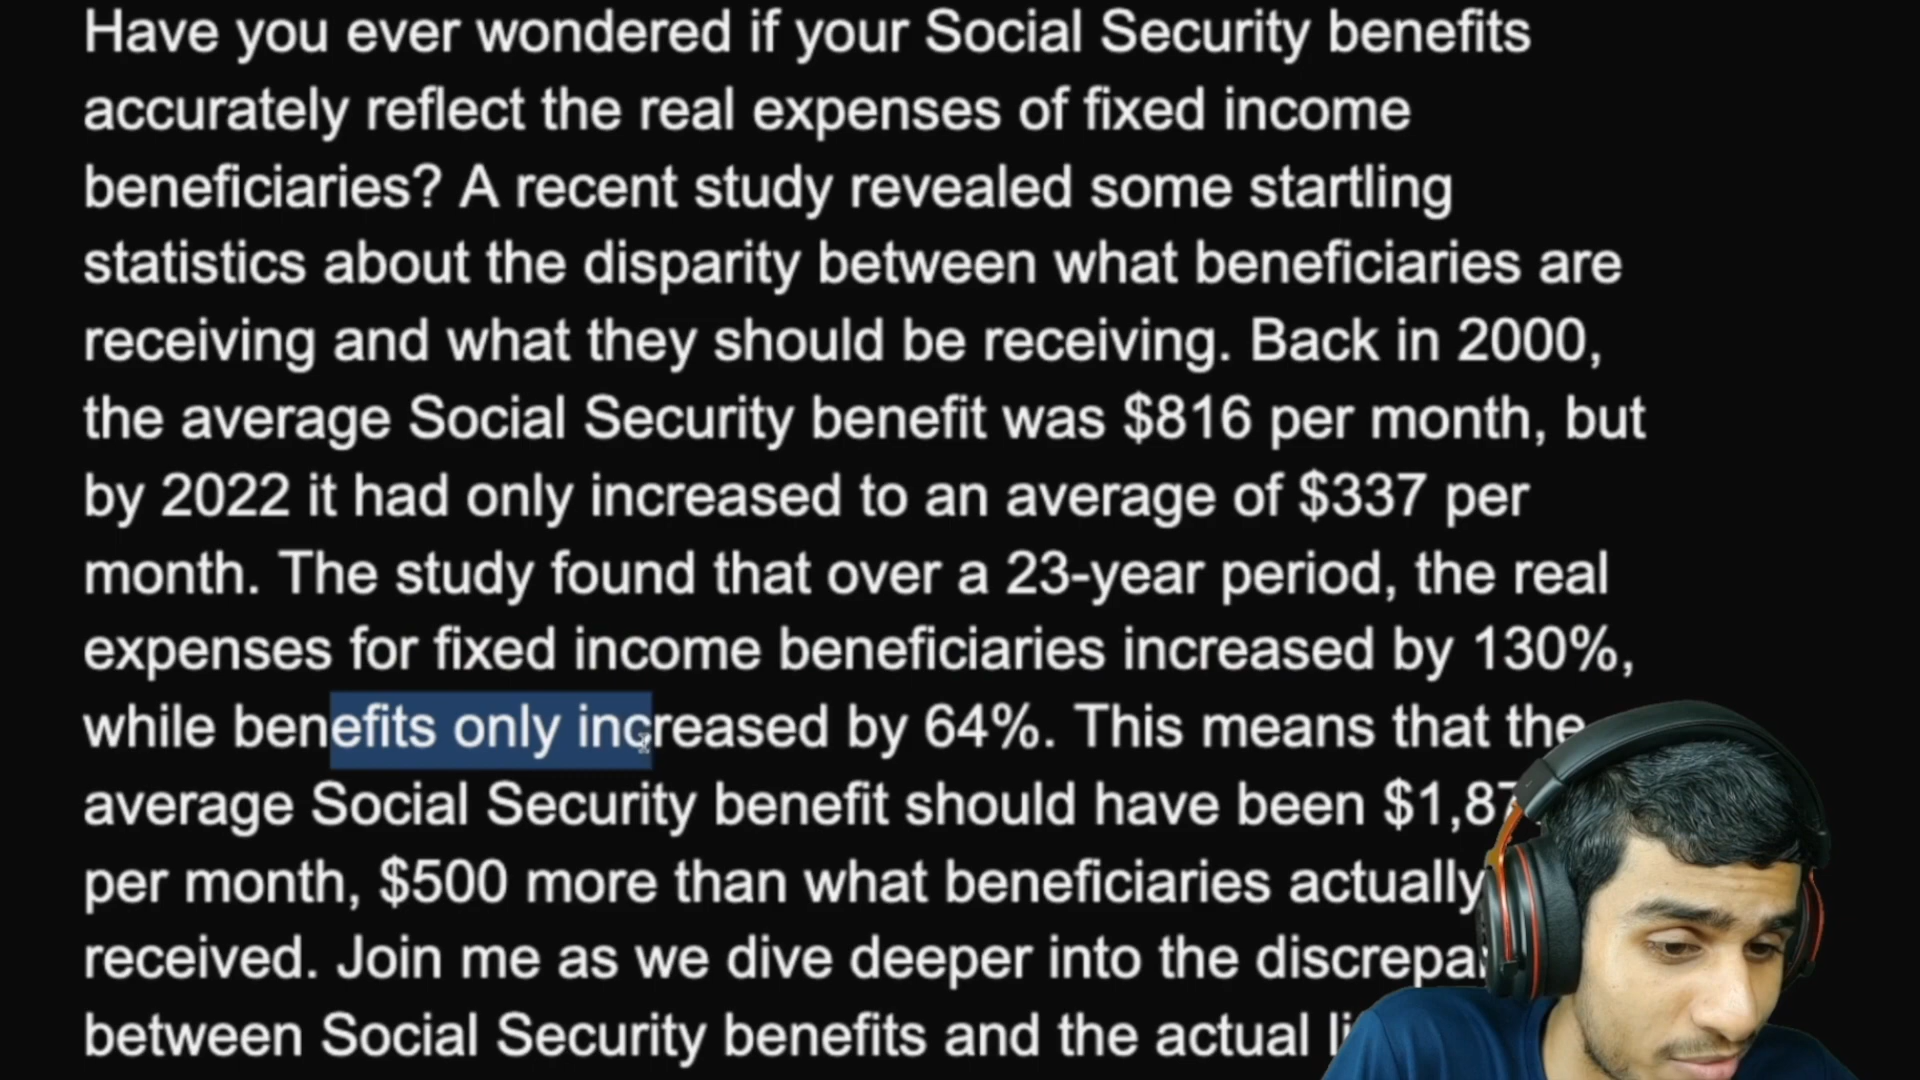 Have you ever wondered if your Social Security benefits
accurately reflect the real expenses of fixed income
beneficiaries? A recent study revealed some startling
statistics about the disparity between what beneficiaries are
receiving and what they should be receiving. Back in 2000,
the average Social Security benefit was $816 per month, but
by 2022 it had only increased to an average of $337 per
month. The study found that over a 23-year period, the real
expenses for fixed income beneficiaries increased by 130%,
while benefits only increased by 64%. This means that the
average Social Security benefit should have been
per month, $500 more than what beneficiaries actually
received. Join me as we dive deeper into the
between Social Security benefits and the actual